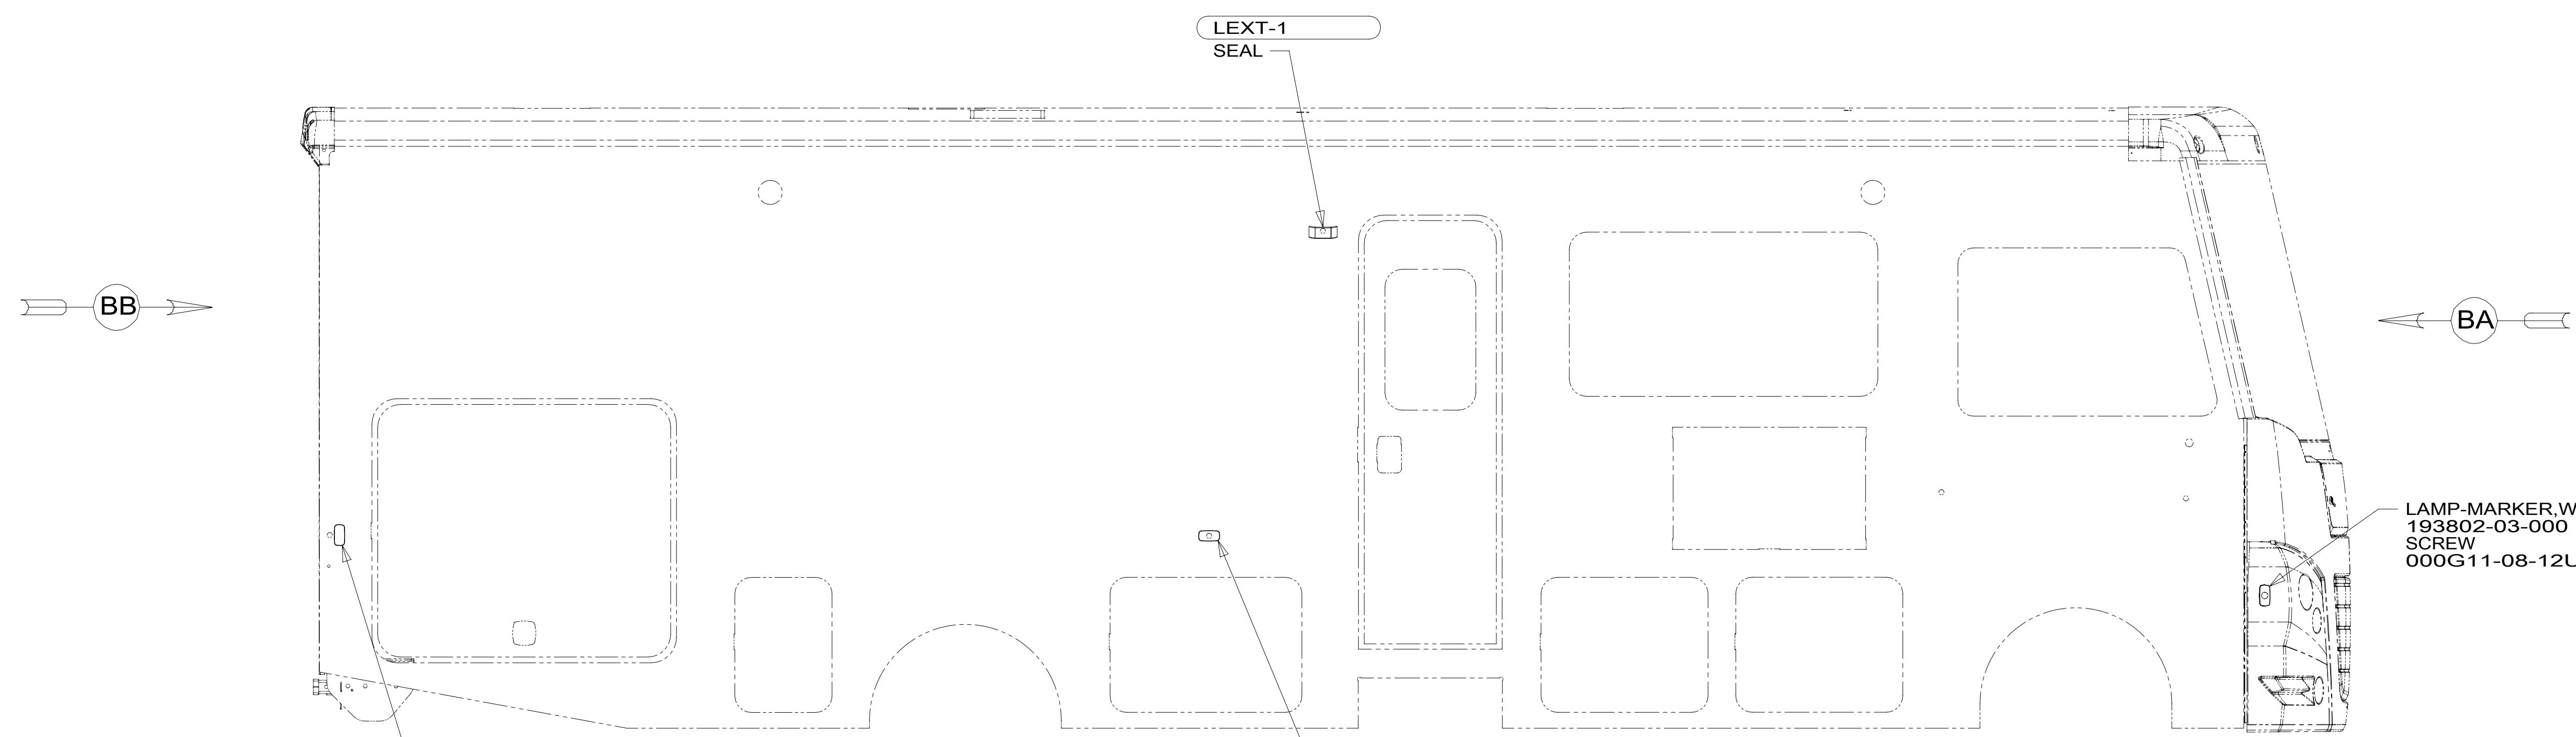 LEXT-1
SEAL
BB
BA
LAMP-MARKER,W
193802-03-000
SCREW
000G11-08-12U